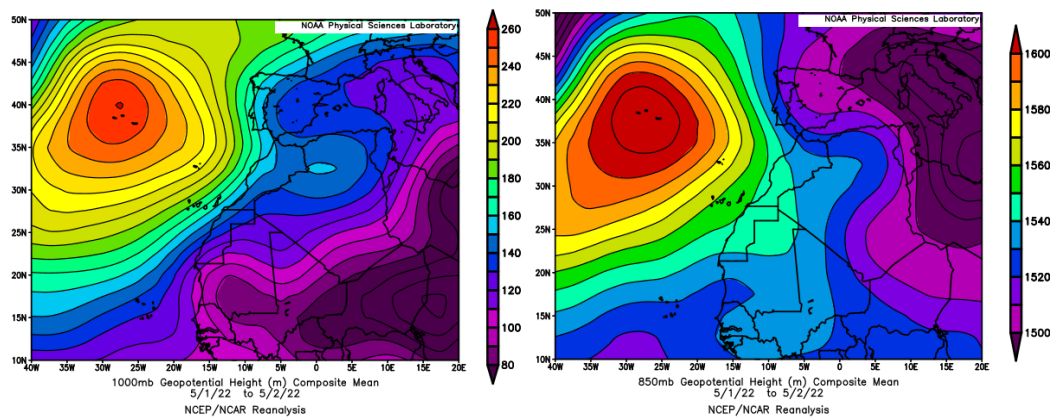 NOAA Physical Sciences Laboratory
50N
45N
40N
35N
30N
25N
20N
15N
10N
40W 35W 30W 25W 20W 15W 10W 5W 0 5E 10E 15E 20E
260
240
220
200
180
160
140
120
100
80
1000mb Geopotential Height (m) Composite Mean
5/1/22 to 5/2/22
NCEP/NCAR Reanalysis
NOAA Physical Sciences Laboratory
50N
45N
40N
35N
30N
25N
20N
15N
10N
40W 35W 30W 25W 20W 15W 10W 5W 0 5E 10E 15E 20E
1600
1580
1560
1540
1520
1500
850mb Geopotential Height (m) Composite Mean
5/1/22 to 5/2/22
NCEP/NCAR Reanalysis